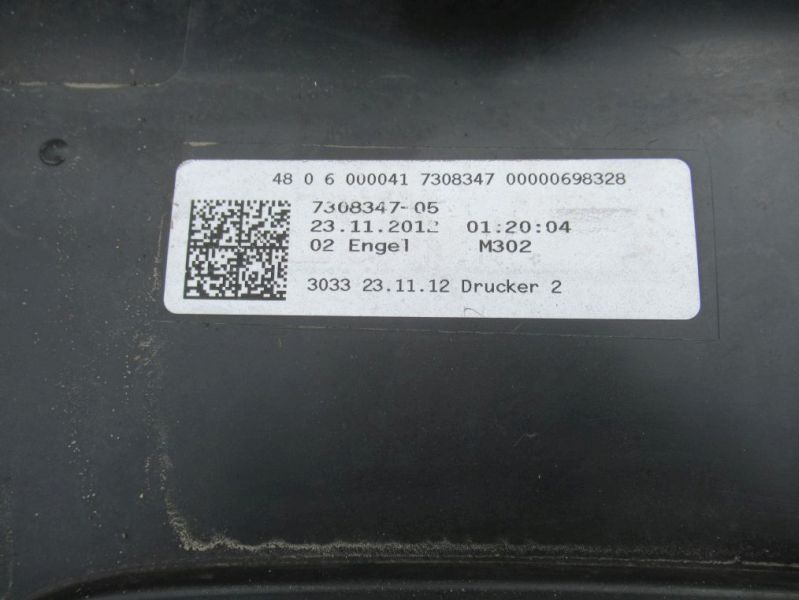 48 0 6 000041 7308347 00000698328
7308347-05
23.11.2012 01:20:04
02 Engel M302
3033 23.11.12 Drucker 2